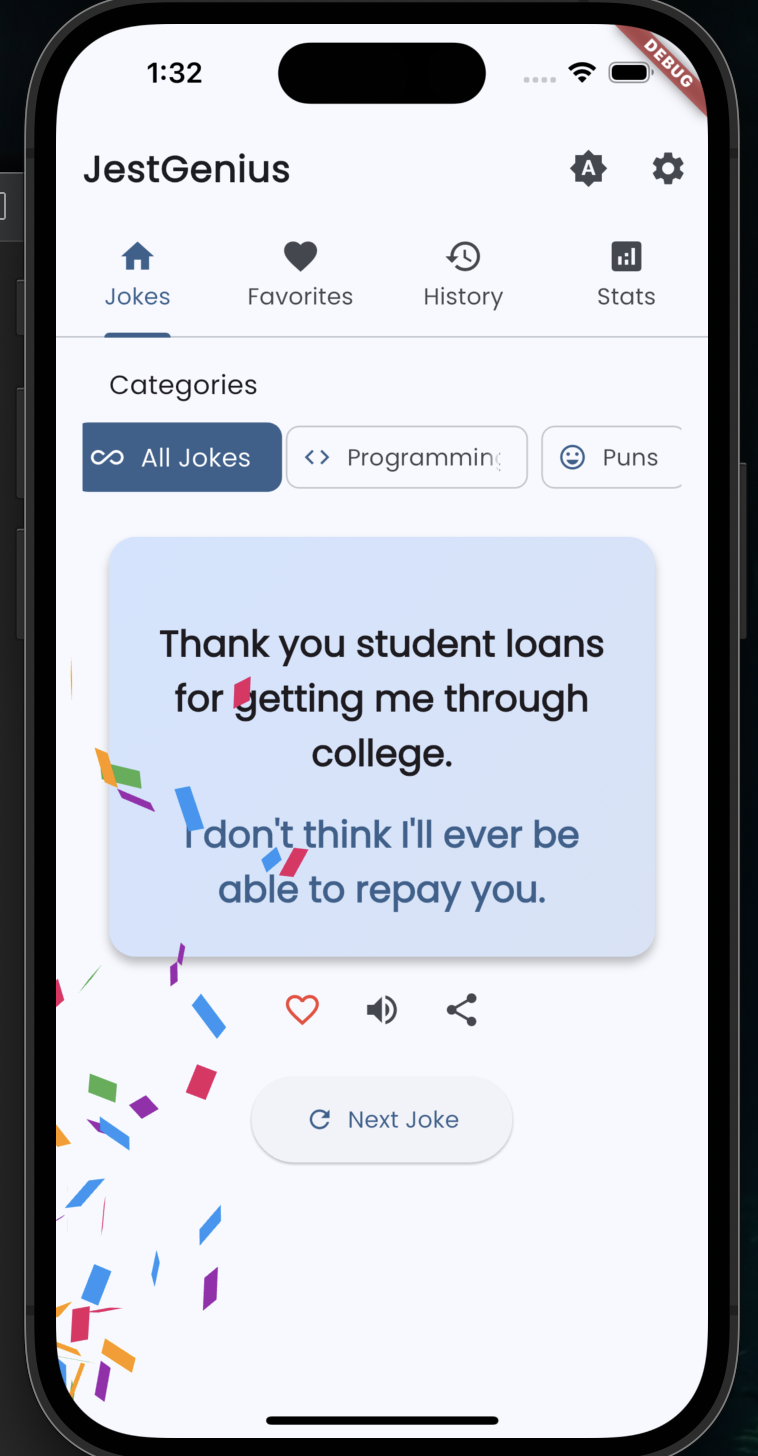 1:32
DEBUG
JestGenius
A
Jokes
Favorites
History
Stats
Categories
All Jokes
Programming
Puns
Thank you student loans
for getting me through
college.
I don't think I'll ever be
able to repay you.
Next Joke